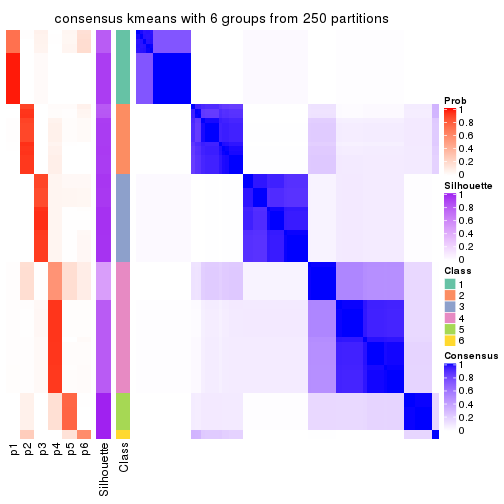 consensus kmeans with 6 groups from 250 partitions
Prob
1
0.8
0.6
0.4
0.2
0
Silhouette
1
0.8
0.6
0.4
0.2
0
Class
1
2
3
4
5
6
Consensus
1
0.8
0.6
0.4
0.2
0
p1
p2
p3
p4
p5
p6
Silhouette
Class